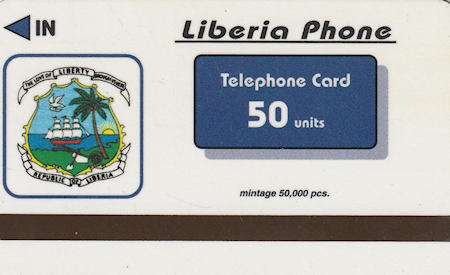 IN
Liberia Phone
THE LOVE OF LIBERTY BROUGHT US HERE
REPUBLIC OF LIBERIA
Telephone Card
50 units
mintage 50,000 pcs.